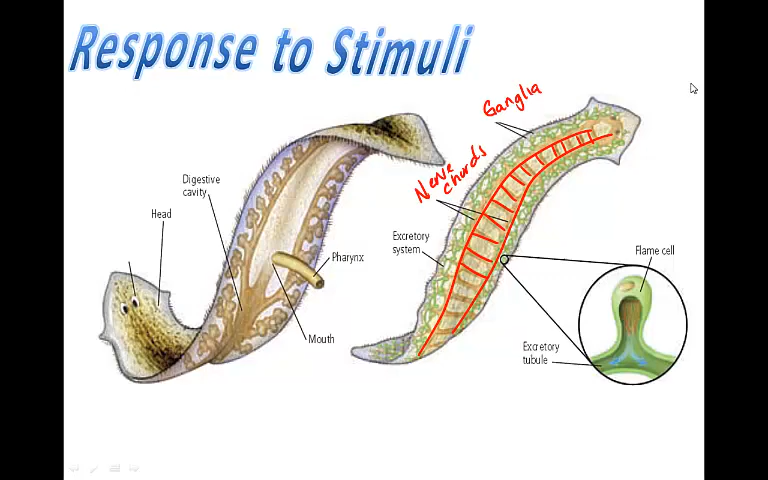 Response to Stimuli
Ganglia
Nerve
Chords
Digestive
cavity
Head
Pharynx
Mouth
Excretory
system
Flame cell
Excretory
tubule